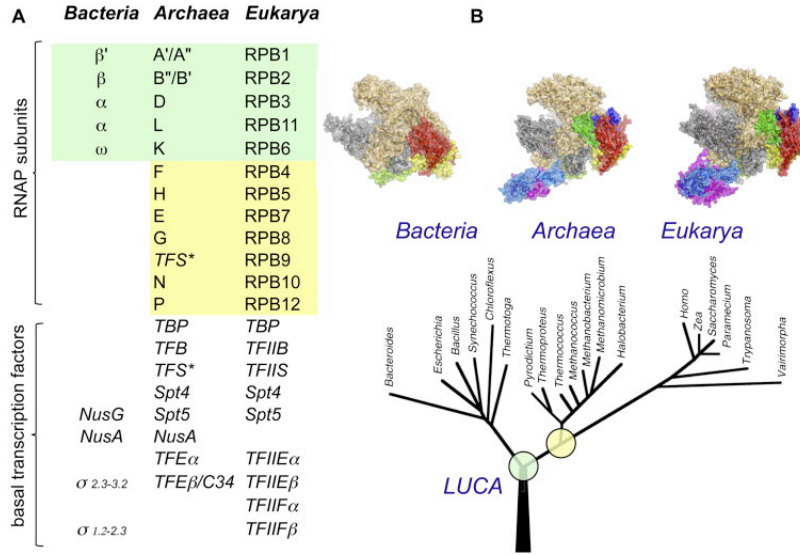 A
Bacteria Archaea Eukarya
RNAP subunits
β' A'/A" RPB1
β B"/B' RPB2
α D RPB3
α L RPB11
ω K RPB6
F RPB4
H RPB5
E RPB7
G RPB8
TFS* RPB9
N RPB10
P RPB12
basal transcription factors
TBP TBP
TFB TFIIB
TFS* TFIIS
Spt4 Spt4
NusG Spt5 Spt5
NusA NusA
TFEα TFIIEα
σ 2.3-3.2 TFEβ/C34 TFIIEβ
TFIIFα
σ 1.2-2.3 TFIIFβ
B
Bacteria Archaea Eukarya
Bacteroides
Escherichia
Bacillus
Synechococcus
Chloroflexus
Thermotoga
Pyrodictium
Thermoproteus
Thermococcus
Methanococcus
Methanobacterium
Methanomicrobium
Halobacterium
Homo
Zea
Saccharomyces
Paramecium
Trypanosoma
Vairimorpha
LUCA